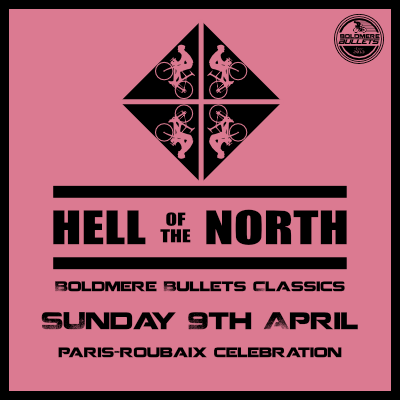 BOLDMERE
BULLETS
HELL OF THE NORTH
BOLDMERE BULLETS CLASSICS
SUNDAY 9TH APRIL
PARIS-ROUBAIX CELEBRATION